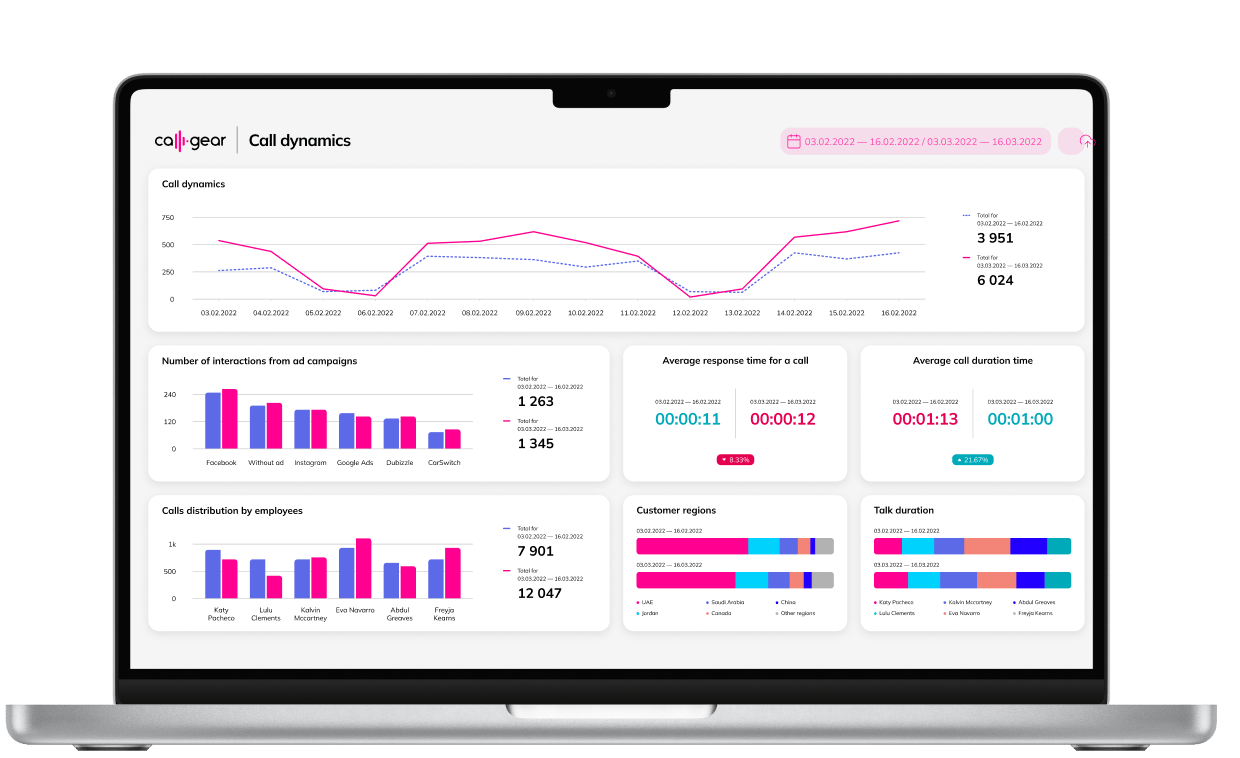 call·gear
Call dynamics
03.02.2022 — 16.02.2022 / 03.03.2022 — 16.03.2022
Call dynamics
750
500
250
0
03.02.2022 04.02.2022 05.02.2022 06.02.2022 07.02.2022 08.02.2022 09.02.2022 10.02.2022 11.02.2022 12.02.2022 13.02.2022 14.02.2022 15.02.2022 16.02.2022
Total for
03.02.2022 — 16.02.2022
3 951
Total for
03.03.2022 — 16.03.2022
6 024
Number of interactions from ad campaigns
240
120
0
Facebook Without ad Instagram Google Ads Dubizzle CarSwitch
Total for
03.02.2022 — 16.02.2022
1 263
Total for
03.03.2022 — 16.03.2022
1 345
Average response time for a call
03.02.2022 — 16.02.2022
00:00:11
03.03.2022 — 16.03.2022
00:00:12
8.33%
Average call duration time
03.02.2022 — 16.02.2022
00:01:13
03.03.2022 — 16.03.2022
00:01:00
-21.67%
Calls distribution by employees
1k
500
0
Katy Pacheco
Lulu Clements
Kalvin Mccartney
Eva Navarro
Abdul Greaves
Freyja Kearns
Total for
03.02.2022 — 16.02.2022
7 901
Total for
03.03.2022 — 16.03.2022
12 047
Customer regions
03.02.2022 — 16.02.2022
03.03.2022 — 16.03.2022
UAE Saudi Arabia China
Jordan Canada Other regions
Talk duration
03.02.2022 — 16.02.2022
03.03.2022 — 16.03.2022
Katy Pacheco Kalvin Mccortney Abdul Greaves
Lulu Clements Eva Navarro Freyja Kearns